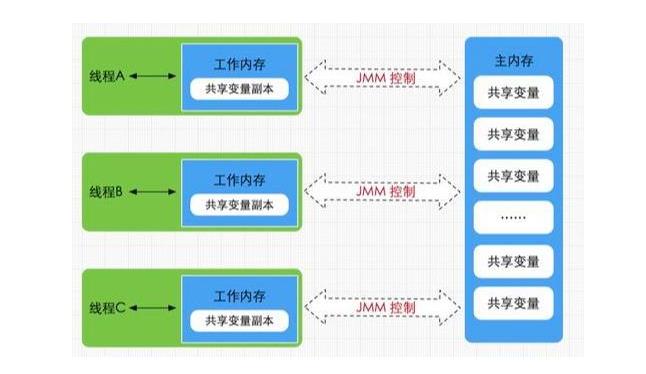 线程A
工作内存
共享变量副本
JMM 控制
线程B
工作内存
共享变量副本
JMM 控制
线程C
工作内存
共享变量副本
JMM 控制
主内存
共享变量
共享变量
共享变量
······
共享变量
共享变量